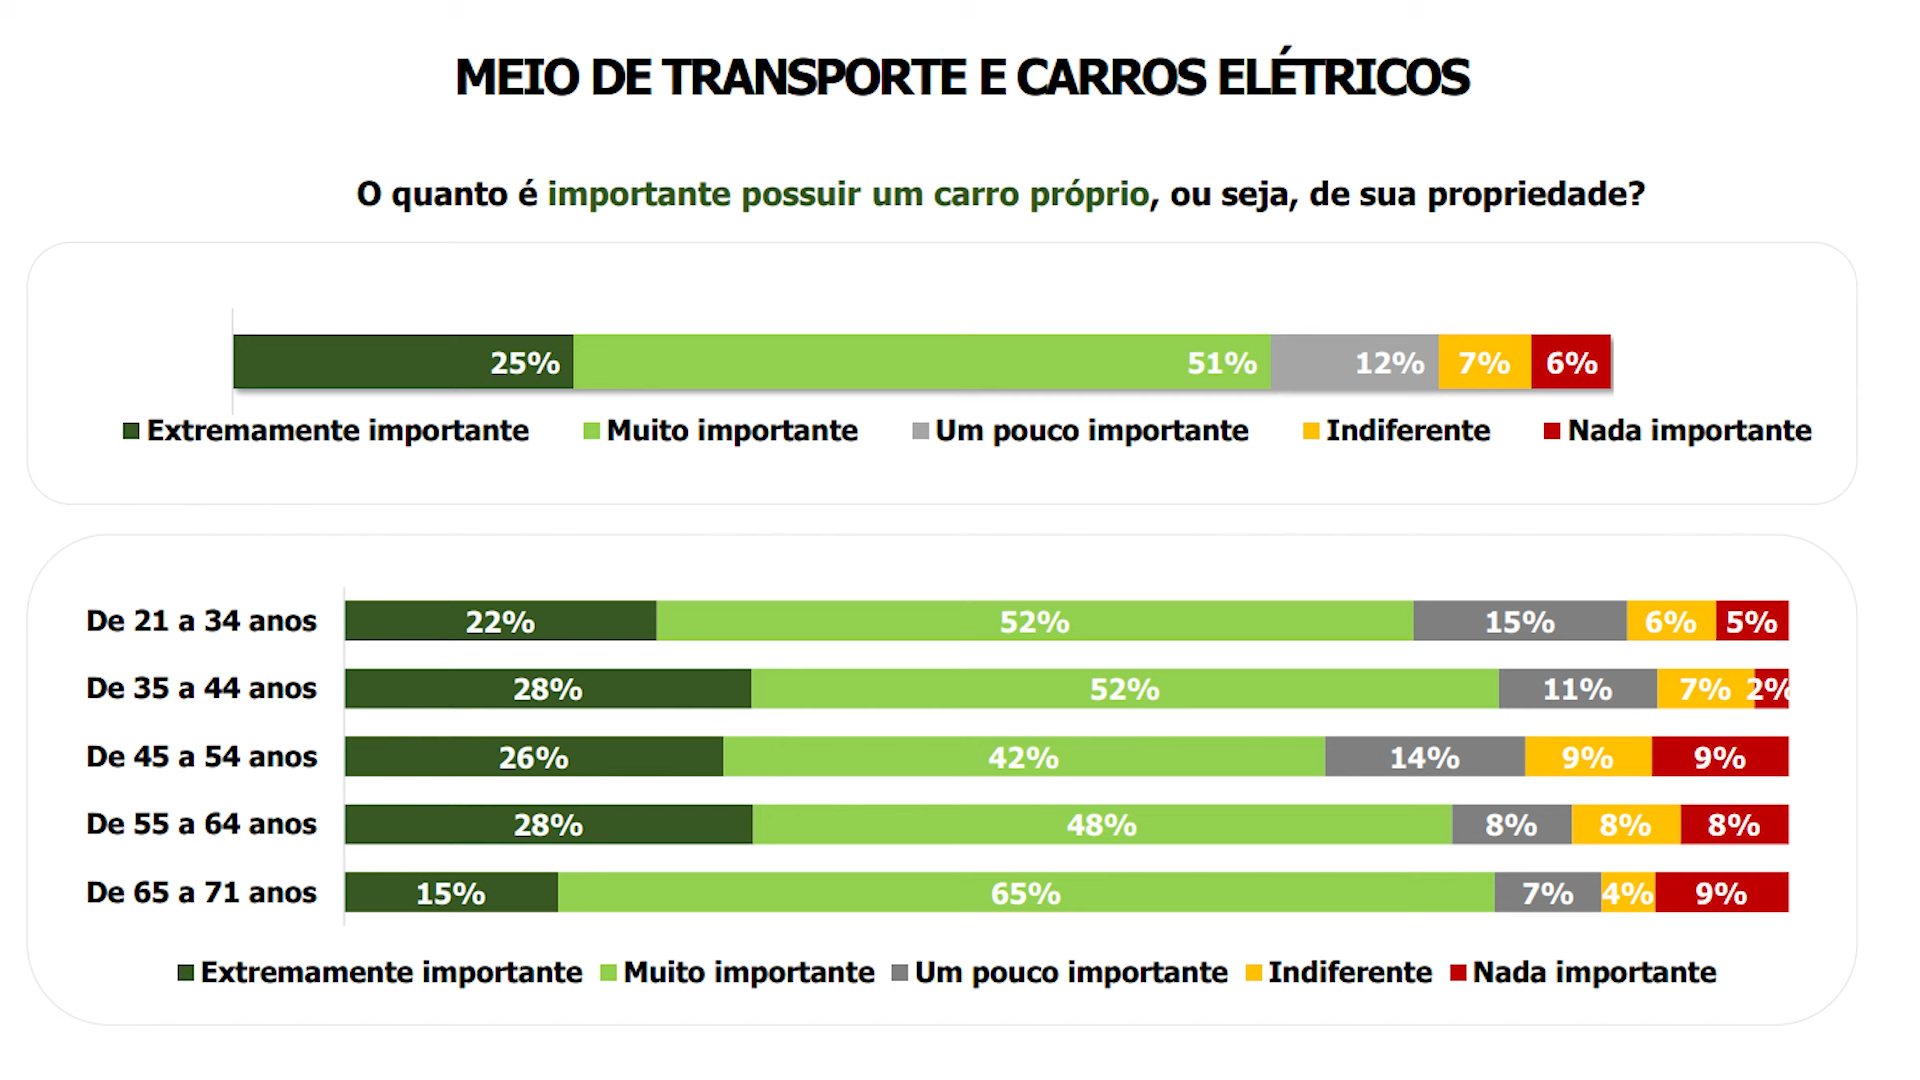 MEIO DE TRANSPORTE E CARROS ELÉTRICOS
O quanto é importante possuir um carro próprio, ou seja, de sua propriedade?
25% 51% 12% 7% 6%
Extremamente importante Muito importante Um pouco importante Indiferente Nada importante
De 21 a 34 anos 22% 52% 15% 6% 5%
De 35 a 44 anos 28% 52% 11% 7% 2%
De 45 a 54 anos 26% 42% 14% 9% 9%
De 55 a 64 anos 28% 48% 8% 8% 8%
De 65 a 71 anos 15% 65% 7% 4% 9%
Extremamente importante Muito importante Um pouco importante Indiferente Nada importante